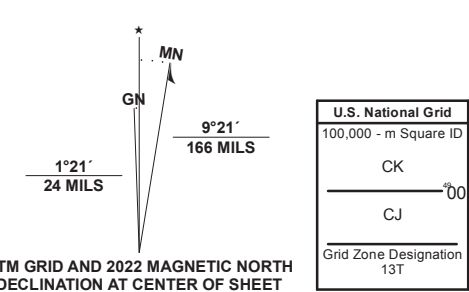 ★
MN
GN
9°21´
166 MILS
1°21´
24 MILS
TM GRID AND 2022 MAGNETIC NORTH
DECLINATION AT CENTER OF SHEET
U.S. National Grid
100,000 - m Square ID
CK
4900
CJ
Grid Zone Designation
13T